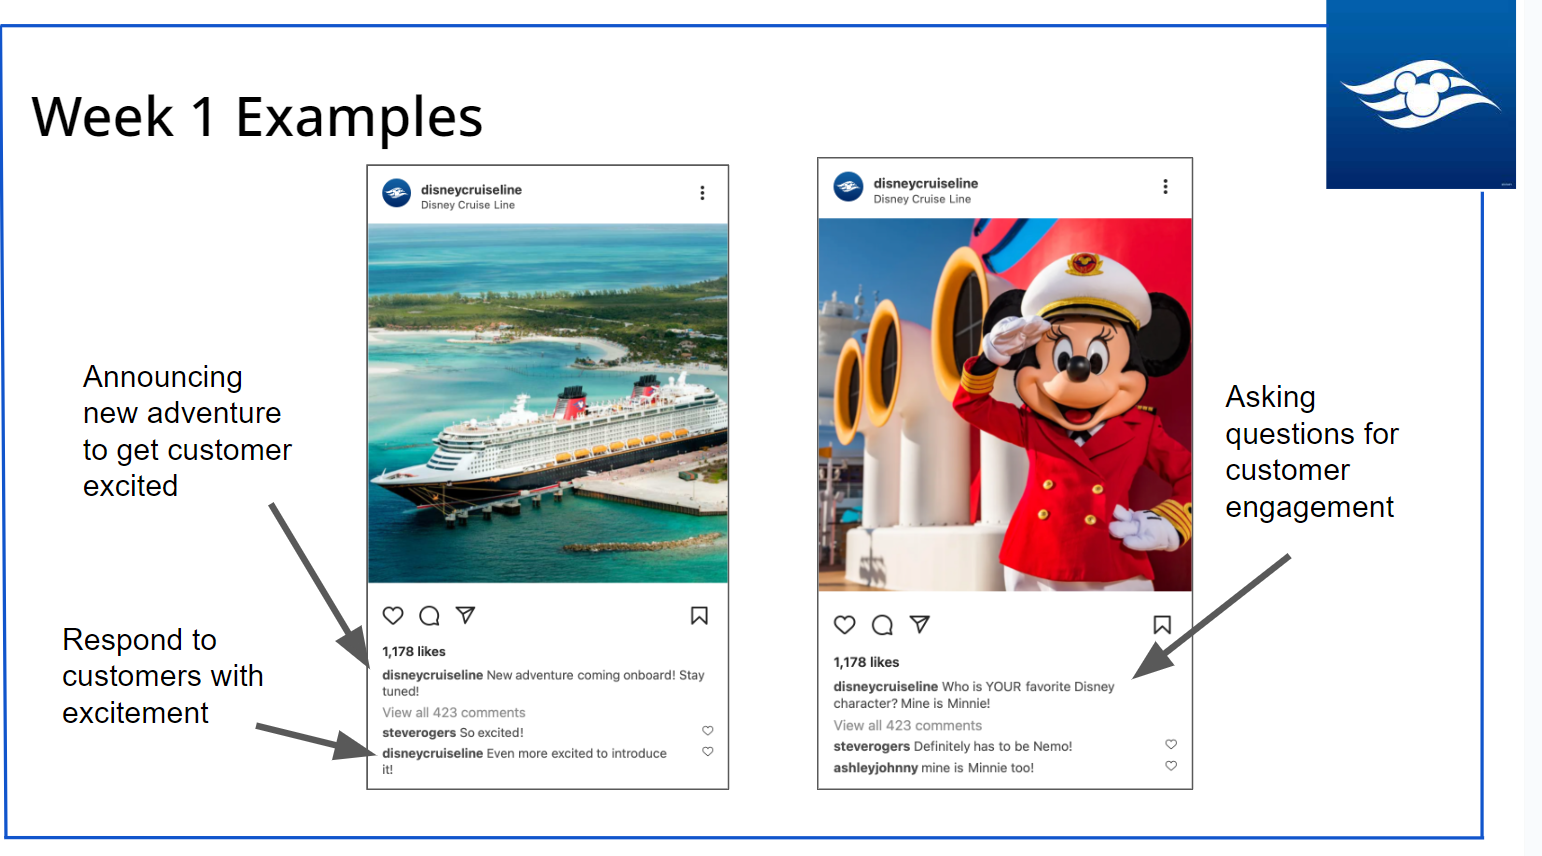 Week 1 Examples
disneycruiseline
Disney Cruise Line
Announcing
new adventure
to get customer
excited
Respond to
customers with
excitement
1,178 likes
disneycruiseline New adventure coming onboard! Stay
tuned!
View all 423 comments
steverogers So excited!
disneycruiseline Even more excited to introduce
it!
disneycruiseline
Disney Cruise Line
1,178 likes
disneycruiseline Who is YOUR favorite Disney
character? Mine is Minnie!
View all 423 comments
steverogers Definitely has to be Nemo!
ashleyjohnny mine is Minnie too!
Asking
questions for
customer
engagement